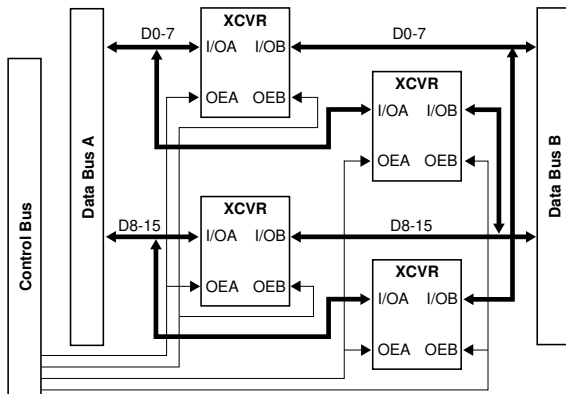 XCVR
D0-7
I/OA I/OB
D0-7
OEA OEB
XCVR
I/OA I/OB
OEA OEB
Control Bus
Data Bus A
Data Bus B
XCVR
D8-15
I/OA I/OB
D8-15
OEA OEB
XCVR
I/OA I/OB
OEA OEB